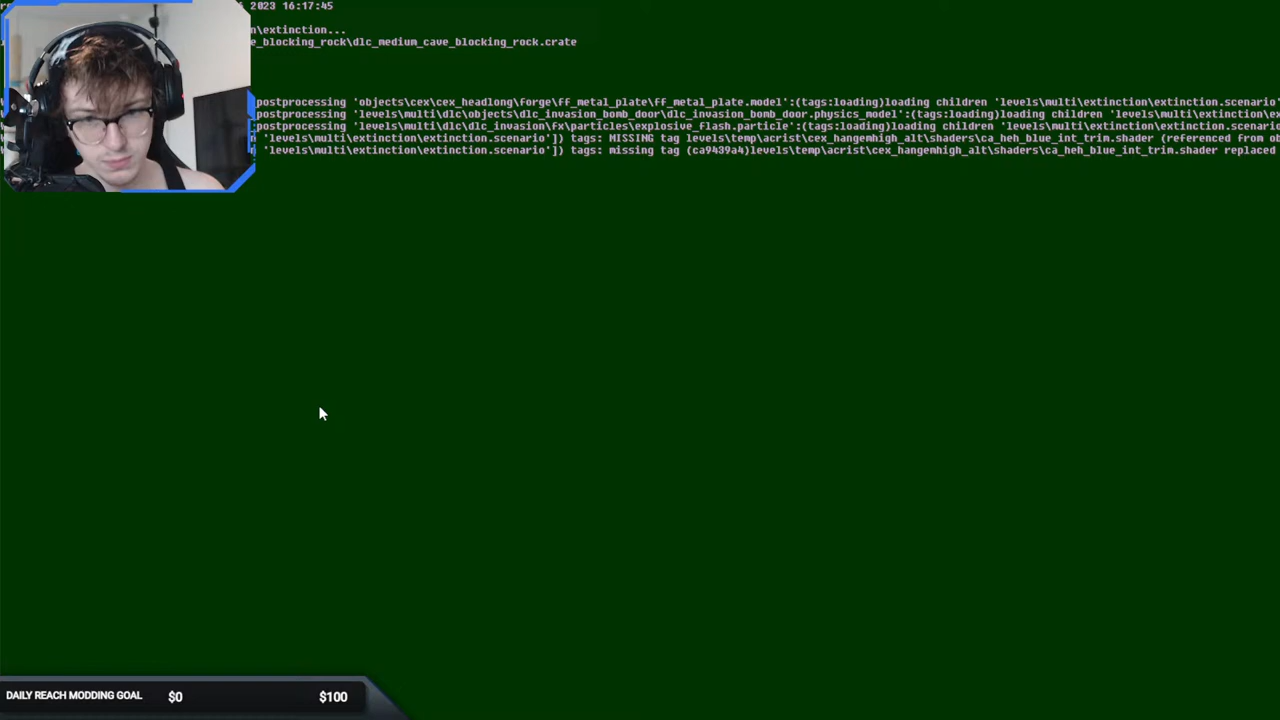 2023 16:17:45
n\extinction...
e_blocking_rock\dlc_medium_cave_blocking_rock.crate
postprocessing 'objects\cex\cex_headlong\forge\ff_metal_plate\ff_metal_plate.model':(tags:loading)loading children 'levels\multi\extinction\extinction.scenario'
postprocessing 'levels\multi\dlc\objects\dlc_invasion_bomb_door\dlc_invasion_bomb_door.physics_model':(tags:loading)loading children 'levels\multi\extinction\ex
postprocessing 'levels\multi\dlc\dlc_invasion\fx\particles\explosive_flash.particle':(tags:loading)loading children 'levels\multi\extinction\extinction.scenario
'levels\multi\extinction\extinction.scenario']) tags: MISSING tag levels\temp\acrist\cex_hangemhigh_alt\shaders\ca_heh_blue_int_trim.shader (referenced from ob
'levels\multi\extinction\extinction.scenario']) tags: missing tag (ca9439a4)levels\temp\acrist\cex_hangemhigh_alt\shaders\ca_heh_blue_int_trim.shader replaced
DAILY REACH MODDING GOAL $0 $100